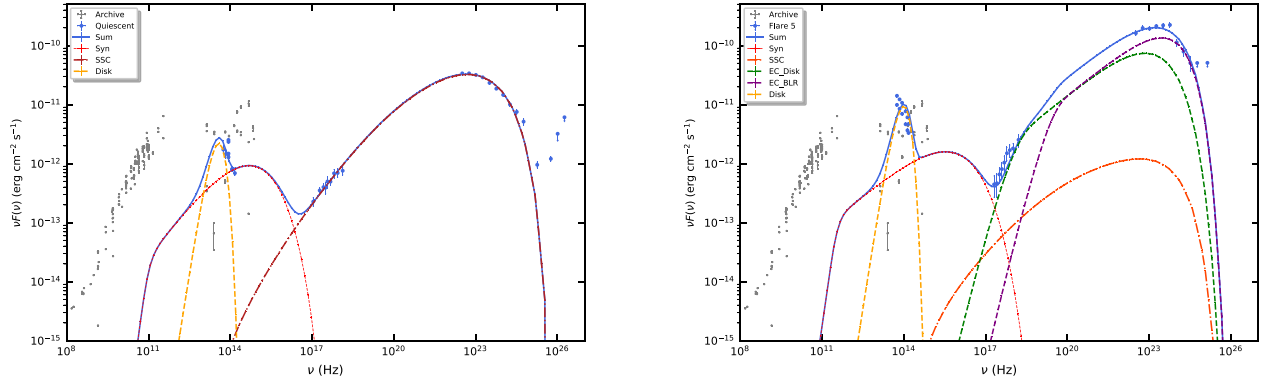 Archive
Quiescent
Sum
Syn
SSC
Disk
10⁻¹⁰
10⁻¹¹
10⁻¹²
10⁻¹³
10⁻¹⁴
10⁻¹⁵
νF(ν) (erg cm⁻² s⁻¹)
10⁸ 10¹¹ 10¹⁴ 10¹⁷ 10²⁰ 10²³ 10²⁶
ν (Hz)
Archive
Flare 5
Sum
Syn
SSC
EC_Disk
EC_BLR
Disk
10⁻¹⁰
10⁻¹¹
10⁻¹²
10⁻¹³
10⁻¹⁴
10⁻¹⁵
νF(ν) (erg cm⁻² s⁻¹)
10⁸ 10¹¹ 10¹⁴ 10¹⁷ 10²⁰ 10²³ 10²⁶
ν (Hz)